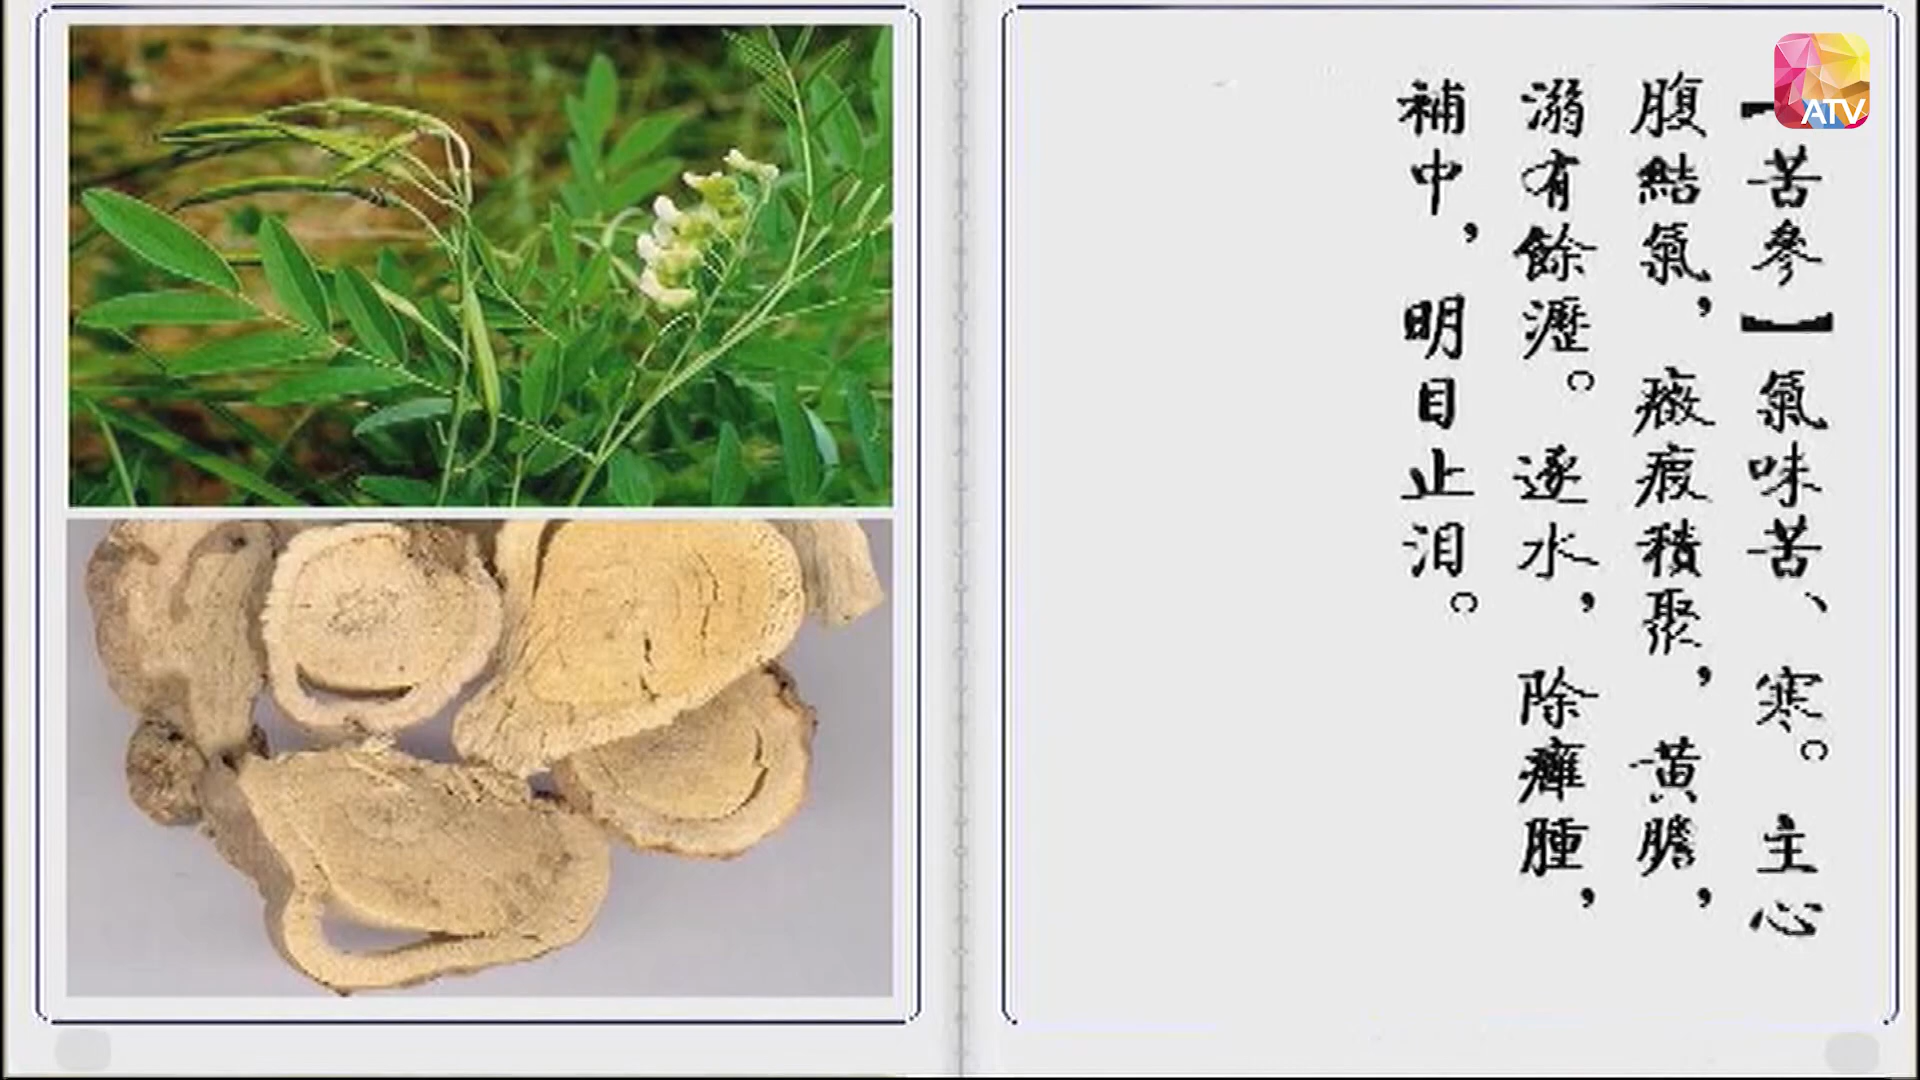 【苦參】氣味苦、寒。主心
腹結氣，癥瘕積聚，黃膽，
溺有餘瀝。逐水，除癰腫，
補中，明目止淚。
ATV